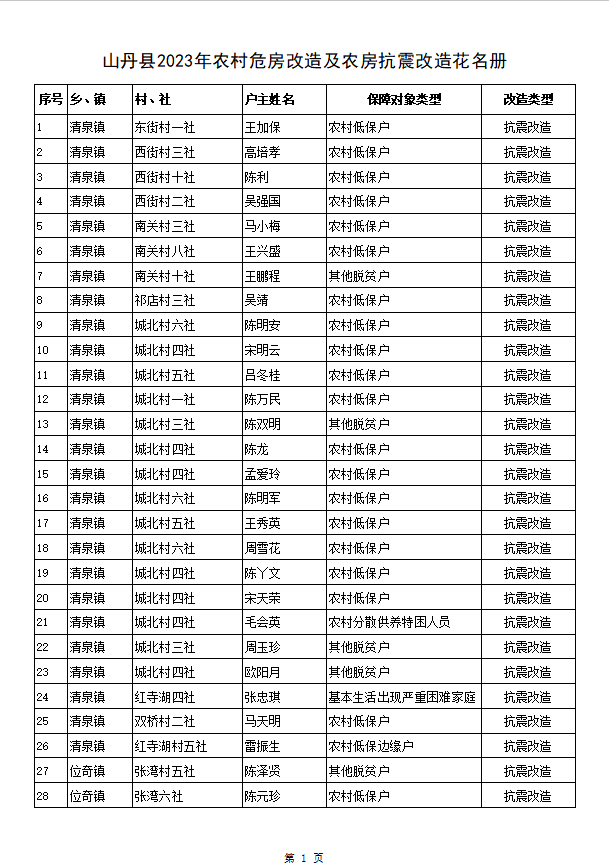 山丹县2023年农村危房改造及农房抗震改造花名册
序号 乡、镇 村、社 户主姓名 保障对象类型 改造类型
1 清泉镇 东街村一社 王加保 农村低保户 抗震改造
2 清泉镇 西街村三社 高培孝 农村低保户 抗震改造
3 清泉镇 西街村十社 陈利 农村低保户 抗震改造
4 清泉镇 西街村二社 吴强国 农村低保户 抗震改造
5 清泉镇 南关村三社 马小梅 农村低保户 抗震改造
6 清泉镇 南关村八社 王兴盛 农村低保户 抗震改造
7 清泉镇 南关村十社 王鹏程 其他脱贫户 抗震改造
8 清泉镇 祁店村三社 吴靖 农村低保户 抗震改造
9 清泉镇 城北村六社 陈明安 农村低保户 抗震改造
10 清泉镇 城北村四社 宋明云 农村低保户 抗震改造
11 清泉镇 城北村五社 吕冬桂 农村低保户 抗震改造
12 清泉镇 城北村一社 陈万民 农村低保户 抗震改造
13 清泉镇 城北村三社 陈双明 其他脱贫户 抗震改造
14 清泉镇 城北村四社 陈龙 农村低保户 抗震改造
15 清泉镇 城北村四社 孟爱玲 农村低保户 抗震改造
16 清泉镇 城北村六社 陈明军 农村低保户 抗震改造
17 清泉镇 城北村五社 王秀英 农村低保户 抗震改造
18 清泉镇 城北村六社 周雪花 农村低保户 抗震改造
19 清泉镇 城北村四社 陈丫文 农村低保户 抗震改造
20 清泉镇 城北村四社 宋天荣 农村低保户 抗震改造
21 清泉镇 城北村四社 毛会英 农村分散供养特困人员 抗震改造
22 清泉镇 城北村三社 周玉珍 其他脱贫户 抗震改造
23 清泉镇 城北村四社 欧阳月 其他脱贫户 抗震改造
24 清泉镇 红寺湖四社 张忠琪 基本生活出现严重困难家庭 抗震改造
25 清泉镇 双桥村二社 马天明 农村低保户 抗震改造
26 清泉镇 红寺湖村五社 雷振生 农村低保边缘户 抗震改造
27 位奇镇 张湾村五社 陈泽贤 其他脱贫户 抗震改造
28 位奇镇 张湾六社 陈元珍 农村低保户 抗震改造
第 1 页